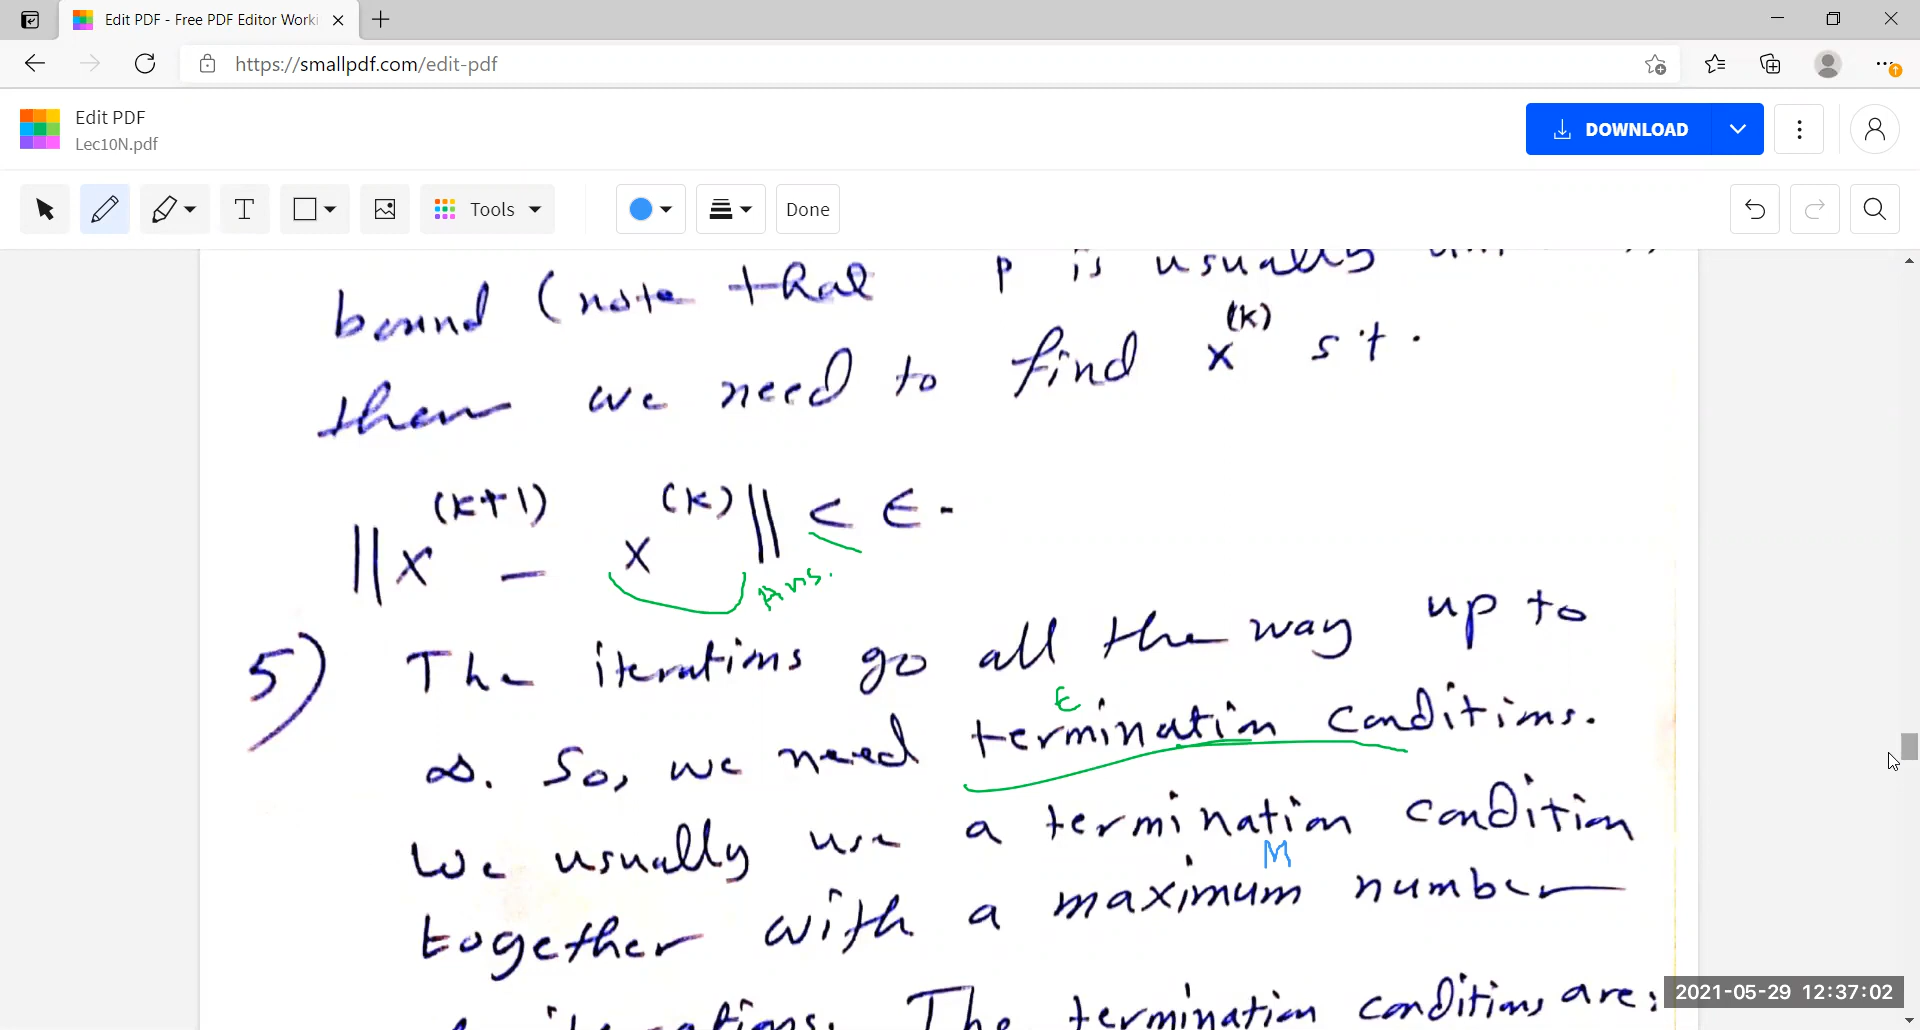 Edit PDF - Free PDF Editor Worki
https://smallpdf.com/edit-pdf
Edit PDF
Lec10N.pdf
DOWNLOAD
T
Tools
Done
bound (note that p is usually
then we need to find x^(k) s.t.
||x^(k+1) - x^(k)|| < ϵ.
Ans.
5) The iterations go all the way up to
ϵ
∞. So, we need termination conditions.
We usually use a termination condition
M
together with a maximum number
The termination conditions are:
2021-05-29 12:37:02